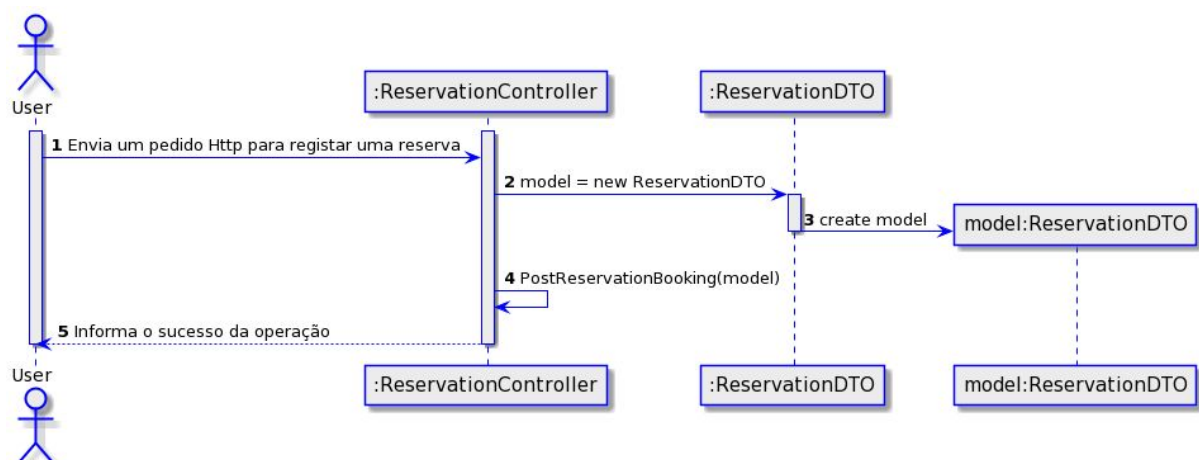 User
:ReservationController
:ReservationDTO
1 Envia um pedido Http para registar uma reserva
2 model = new ReservationDTO
3 create model
model:ReservationDTO
4 PostReservationBooking(model)
5 Informa o sucesso da operação
User
:ReservationController
:ReservationDTO
model:ReservationDTO